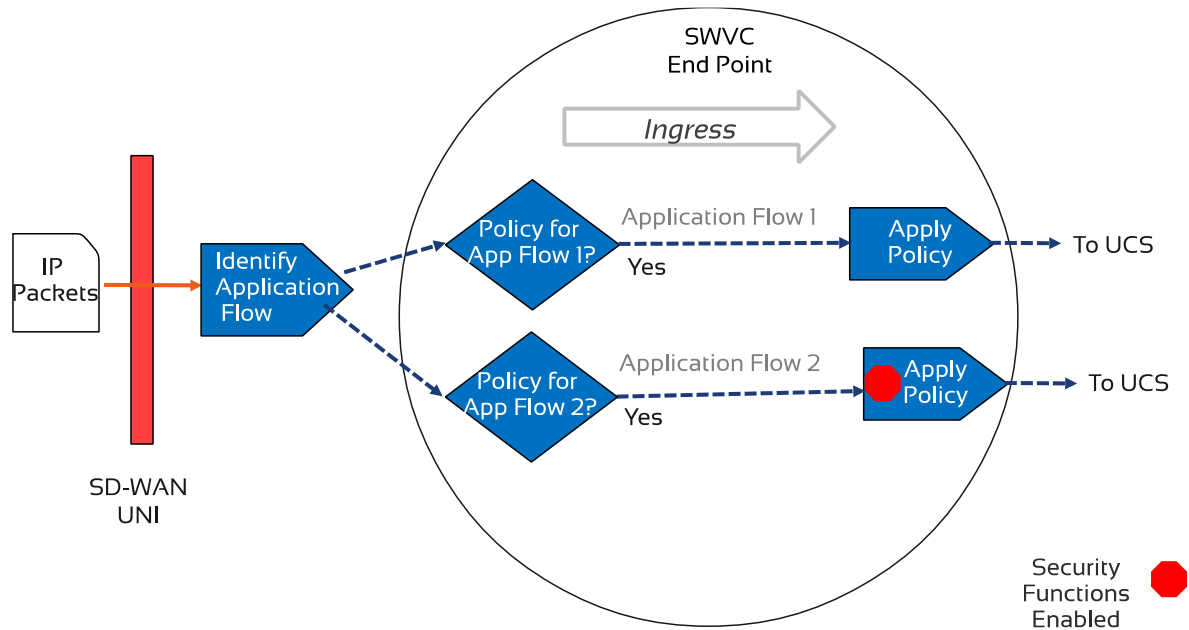 SWVC
End Point
Ingress
IP
Packets
SD-WAN
UNI
Identify
Application
Flow
Policy for
App Flow 1?
Application Flow 1
Yes
Apply
Policy
To UCS
Policy for
App Flow 2?
Application Flow 2
Yes
Apply
Policy
To UCS
Security
Functions
Enabled